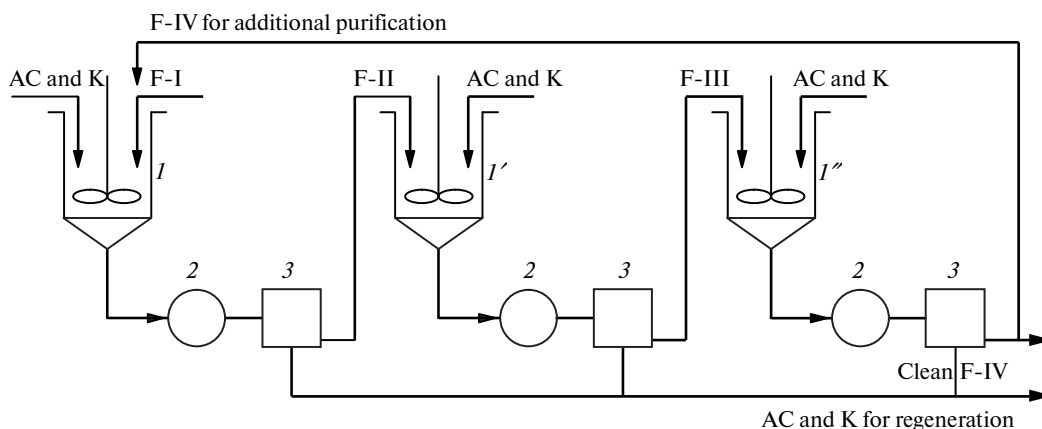 F-IV for additional purification
AC and K
F-I
F-II
AC and K
F-III
AC and K
1
1′
1″
2
3
2
3
2
3
Clean F-IV
AC and K for regeneration